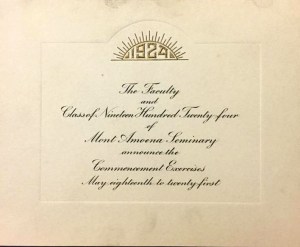 1924
The Faculty
and
Class of Nineteen Hundred Twenty-four
of
Mont Amoena Seminary
announce the
Commencement Exercises
May eighteenth to twenty-first